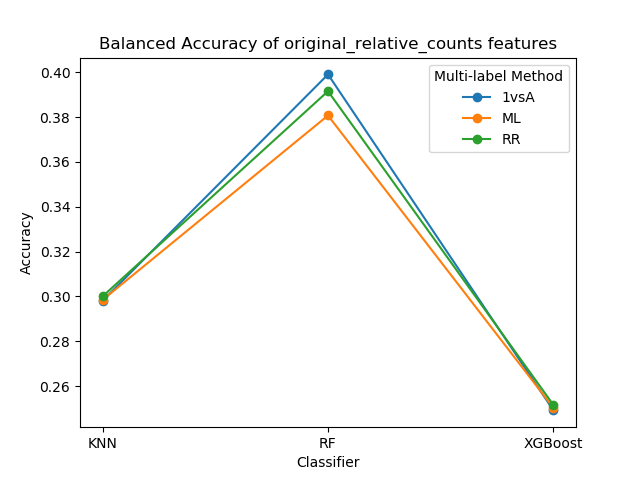 Balanced Accuracy of original_relative_counts features
Multi-label Method
1vsA
ML
RR
0.40
0.38
0.36
0.34
0.32
0.30
0.28
0.26
Accuracy
KNN
RF
XGBoost
Classifier